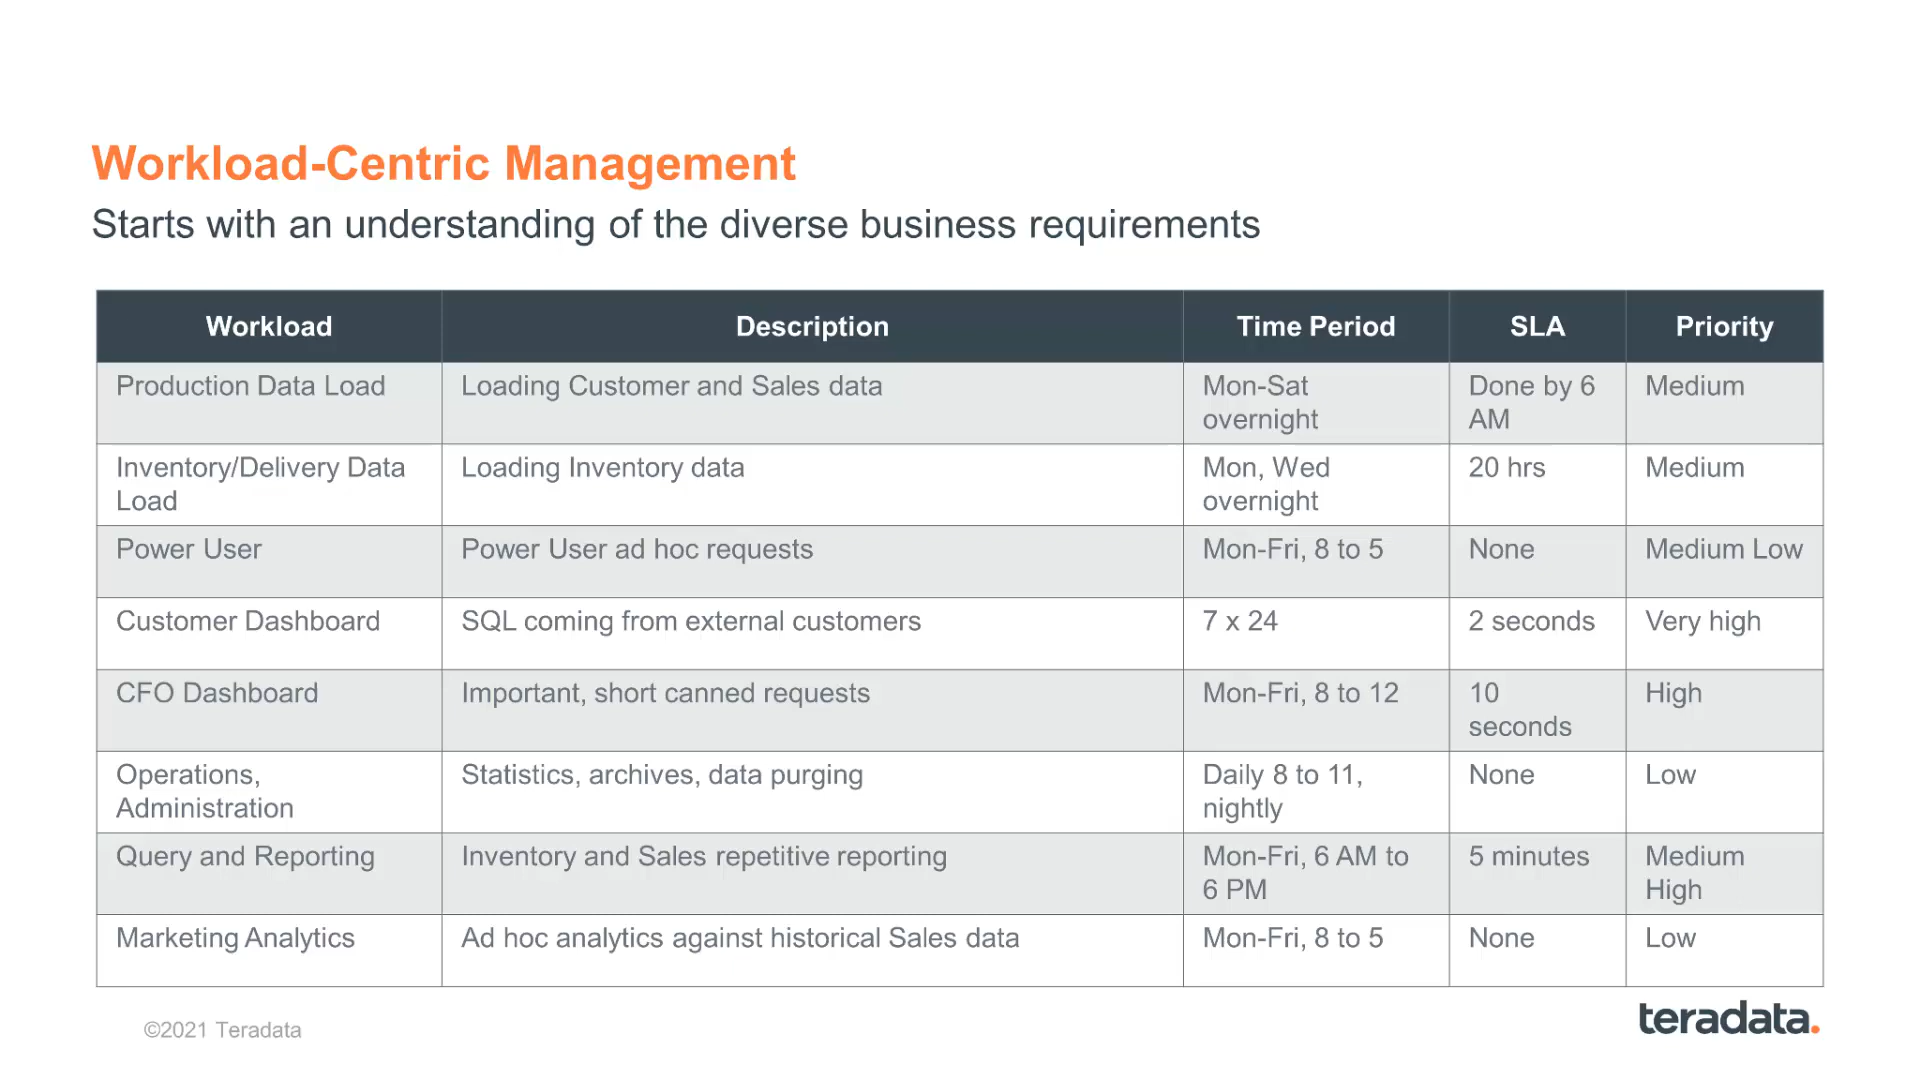 Workload-Centric Management
Starts with an understanding of the diverse business requirements
Workload Description Time Period SLA Priority
Production Data Load Loading Customer and Sales data Mon-Sat Done by 6 Medium
overnight AM
Inventory/Delivery Data Loading Inventory data Mon, Wed 20 hrs Medium
Load overnight
Power User Power User ad hoc requests Mon-Fri, 8 to 5 None Medium Low
Customer Dashboard SQL coming from external customers 7 x 24 2 seconds Very high
CFO Dashboard Important, short canned requests Mon-Fri, 8 to 12 10 High
seconds
Operations, Statistics, archives, data purging Daily 8 to 11, None Low
Administration nightly
Query and Reporting Inventory and Sales repetitive reporting Mon-Fri, 6 AM to 5 minutes Medium
6 PM High
Marketing Analytics Ad hoc analytics against historical Sales data Mon-Fri, 8 to 5 None Low
©2021 Teradata
teradata.